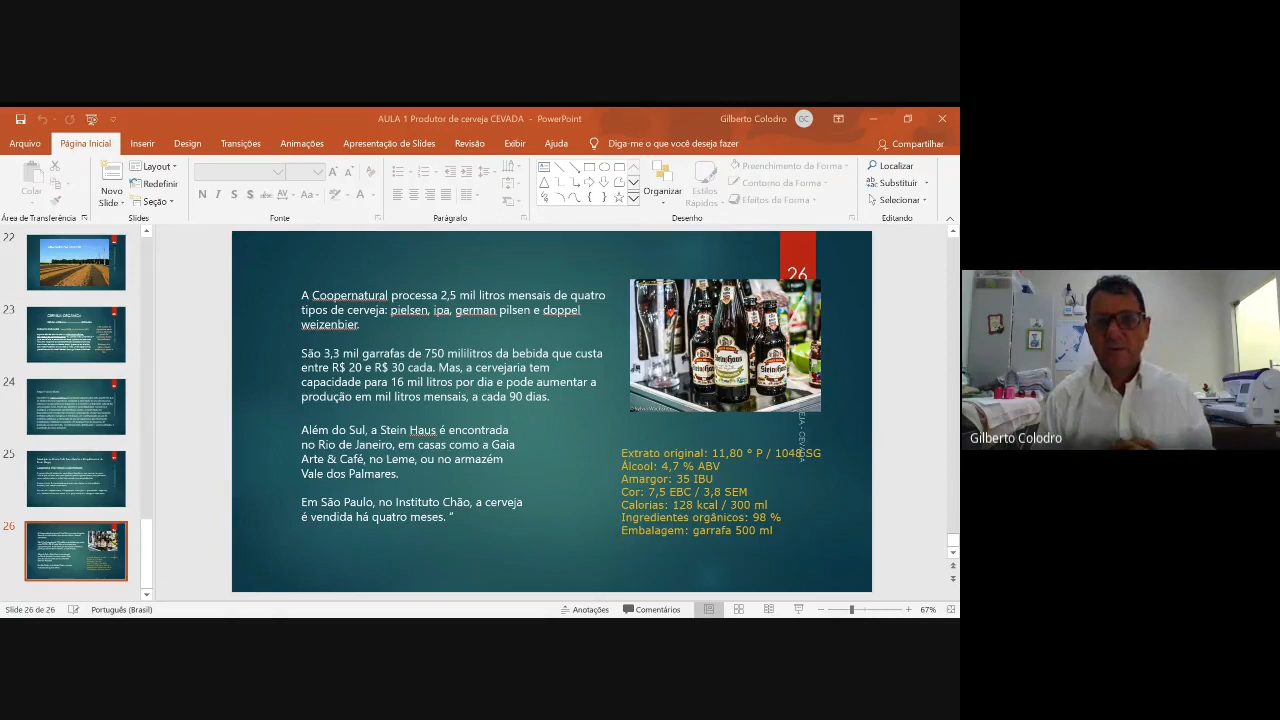 AULA 1 Produtor de cerveja CEVADA - PowerPoint
Gilberto Colodro
GC
Arquivo
Página Inicial
Inserir
Design
Transições
Animações
Apresentação de Slides
Revisão
Exibir
Ajuda
Diga-me o que você deseja fazer
Compartilhar
Colar
Novo
Slide
Layout
Redefinir
Seção
N I S S abc AV Aa A
Organizar
Estilos
Rápidos
Preenchimento da Forma
Contorno da Forma
Efeitos de Forma
Localizar
Substituir
Selecionar
Área de Transferência
Slides
Fonte
Parágrafo
Desenho
Editando
22
23
24
25
26
26
A Coopernatural processa 2,5 mil litros mensais de quatro
tipos de cerveja: pielsen, ipa, german pilsen e doppel
weizenbier.
São 3,3 mil garrafas de 750 mililitros da bebida que custa
entre R$ 20 e R$ 30 cada. Mas, a cervejaria tem
capacidade para 16 mil litros por dia e pode aumentar a
produção em mil litros mensais, a cada 90 dias.
Além do Sul, a Stein Haus é encontrada
no Rio de Janeiro, em casas como a Gaia
Arte & Café, no Leme, ou no armazém
Vale dos Palmares.
Em São Paulo, no Instituto Chão, a cerveja
é vendida há quatro meses. ”
SteinHaus
EJA - CEVADA
Extrato original: 11,80 ° P / 1048 SG
Álcool: 4,7 % ABV
Amargor: 35 IBU
Cor: 7,5 EBC / 3,8 SEM
Calorias: 128 kcal / 300 ml
Ingredientes orgânicos: 98 %
Embalagem: garrafa 500 ml
Gilberto Colodro
Slide 26 de 26
Português (Brasil)
Anotações
Comentários
67%